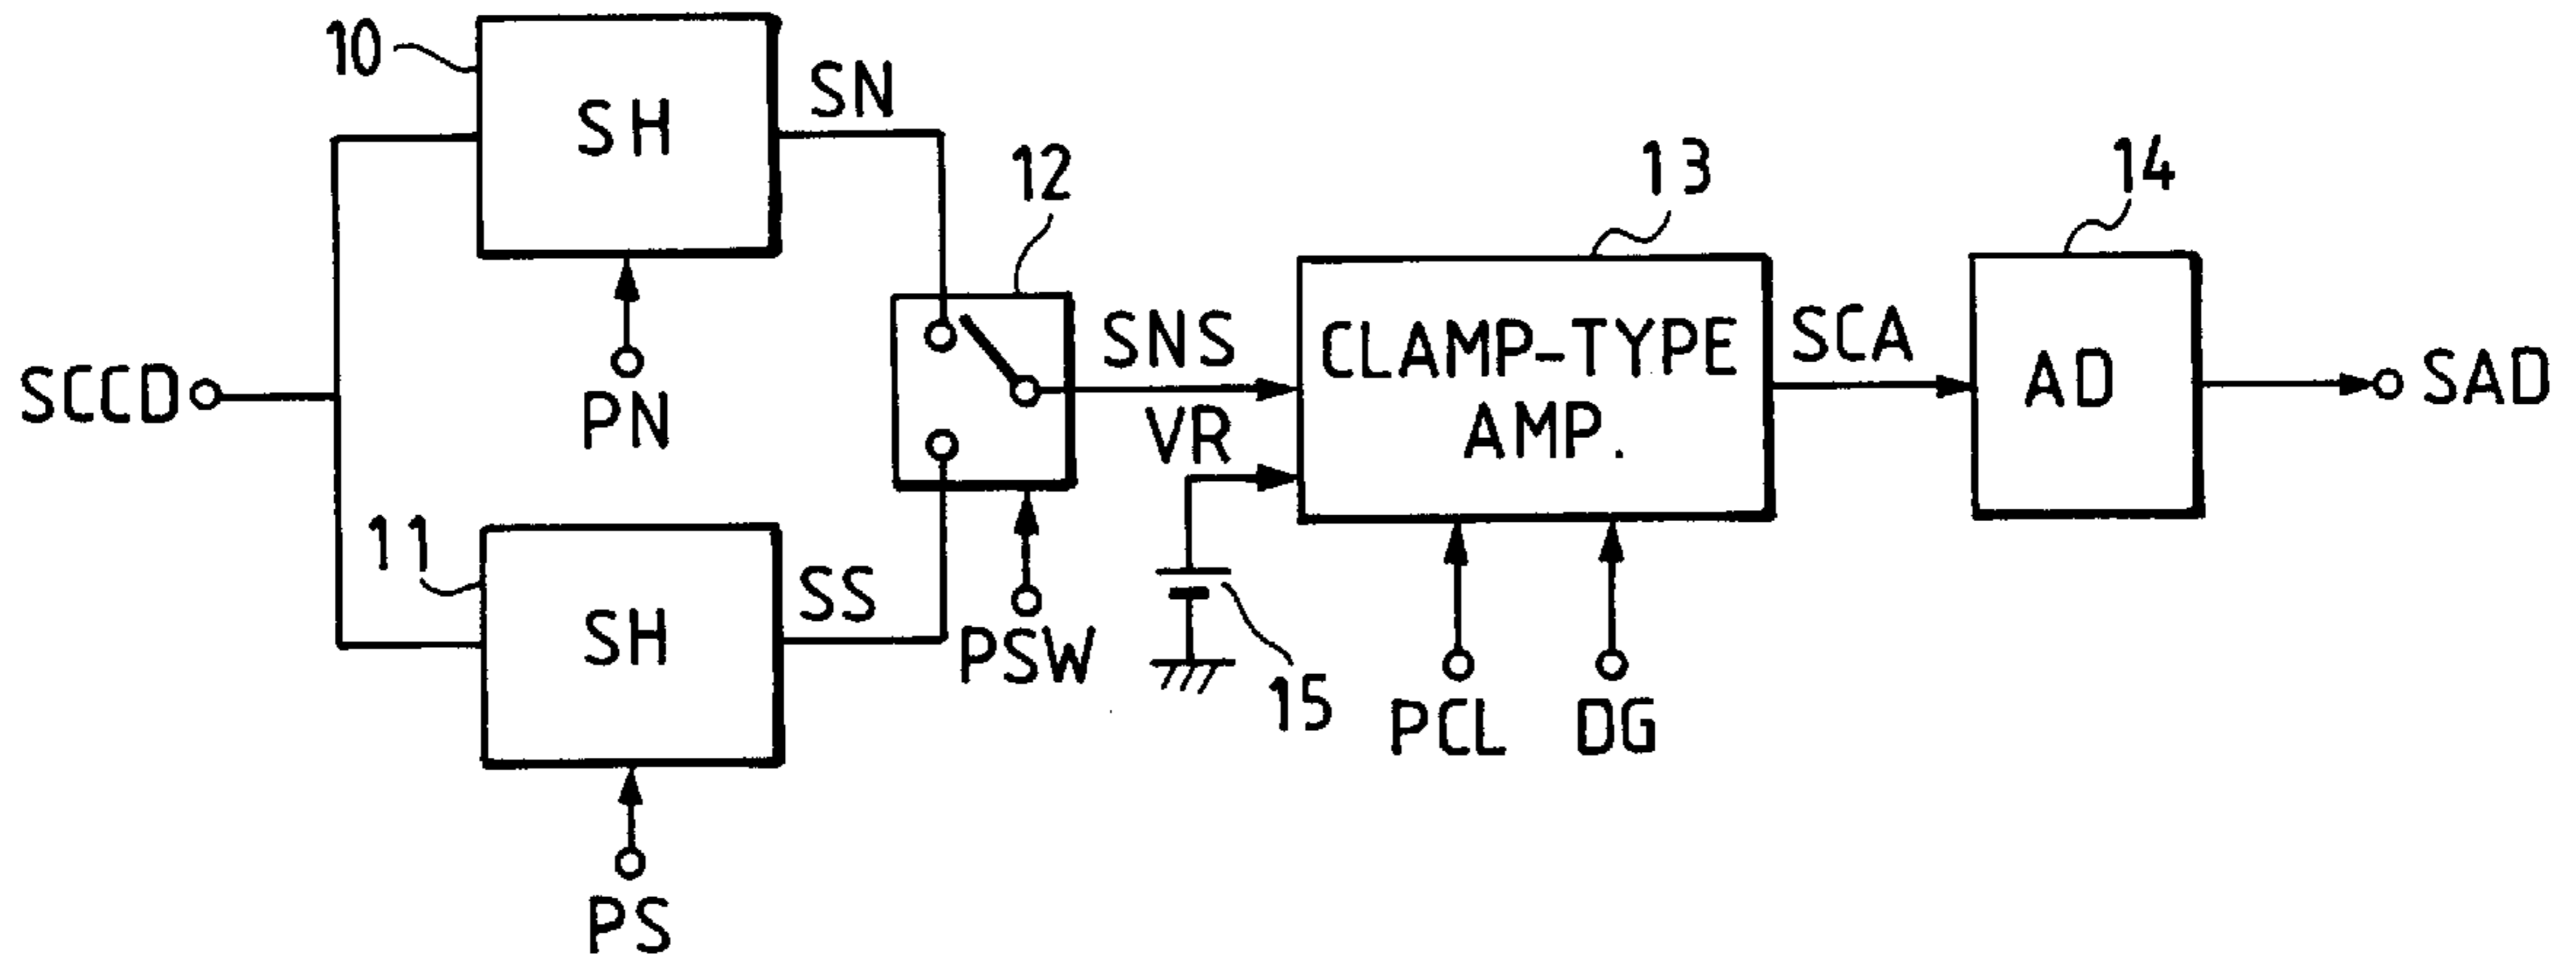 10
SH
SN
PN
12
13
14
SCCD
SNS
VR
CLAMP-TYPE
AMP.
SCA
AD
SAD
11
SH
SS
PSW
15
PCL
DG
PS